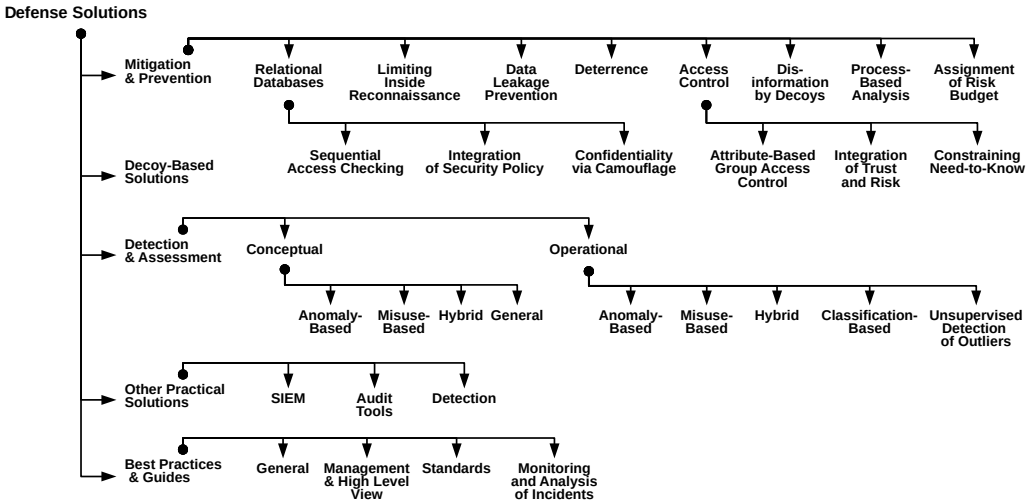 Defense Solutions
Mitigation
& Prevention
Relational
Databases
Limiting
Inside
Reconnaissance
Data
Leakage
Prevention
Deterrence
Access
Control
Dis-
information
by Decoys
Process-
Based
Analysis
Assignment
of Risk
Budget
Sequential
Access Checking
Integration
of Security Policy
Confidentiality
via Camouflage
Attribute-Based
Group Access
Control
Integration
of Trust
and Risk
Constraining
Need-to-Know
Decoy-Based
Solutions
Detection
& Assessment
Conceptual
Operational
Anomaly-
Based
Misuse-
Based
Hybrid
General
Anomaly-
Based
Misuse-
Based
Hybrid
Classification-
Based
Unsupervised
Detection
of Outliers
Other Practical
Solutions
SIEM
Audit
Tools
Detection
Best Practices
& Guides
General
Management
& High Level
View
Standards
Monitoring
and Analysis
of Incidents